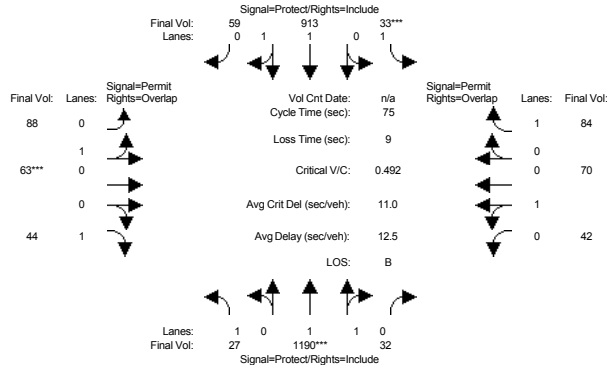 Signal=Protect/Rights=Include
Final Vol: 59 913 33***
Lanes: 0 1 1 0 1
Signal=Permit
Final Vol: Lanes: Rights=Overlap
Vol Cnt Date: n/a
Signal=Permit
Rights=Overlap Lanes: Final Vol:
Cycle Time (sec): 75
88 0
1 84
Loss Time (sec): 9
1
0
63*** 0
Critical V/C: 0.492
0 70
0
Avg Crit Del (sec/veh): 11.0
1
44 1
Avg Delay (sec/veh): 12.5
0 42
LOS: B
Lanes: 1 0 1 1 0
Final Vol: 27 1190*** 32
Signal=Protect/Rights=Include